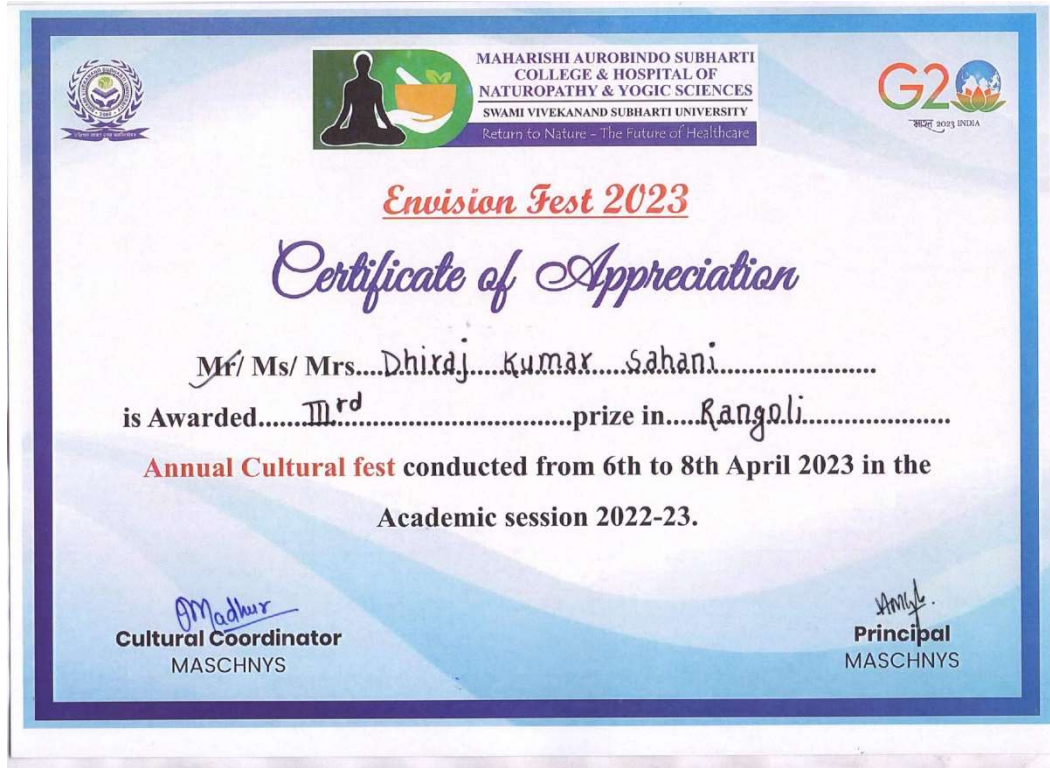 MAHARISHI AUROBINDO SUBHARTI
COLLEGE & HOSPITAL OF
NATUROPATHY & YOGIC SCIENCES
SWAMI VIVEKANAND SUBHARTI UNIVERSITY
Return to Nature - The Future of Healthcare
G20
भारत 2023 INDIA
Envision Fest 2023
Certificate of Appreciation
Mr/ Ms/ Mrs....Dhiraj Kumar Sahani
is Awarded.......IIIrd.......prize in.....Rangoli
Annual Cultural fest conducted from 6th to 8th April 2023 in the
Academic session 2022-23.
Madhur
Cultural Coordinator
MASCHNYS
Principal
MASCHNYS